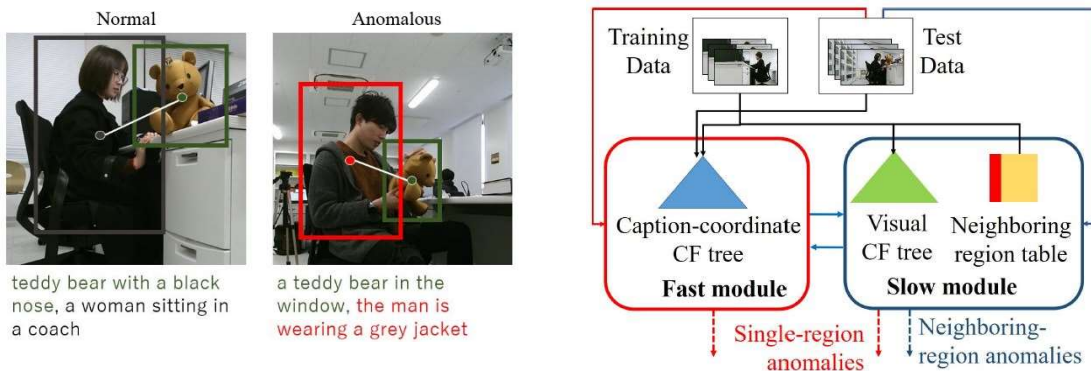 Normal
Anomalous
teddy bear with a black
nose, a woman sitting in
a coach
a teddy bear in the
window, the man is
wearing a grey jacket
Training
Data
Test
Data
Caption-coordinate
CF tree
Fast module
Visual
CF tree
Neighboring
region table
Slow module
Single-region
anomalies
Neighboring-
region anomalies